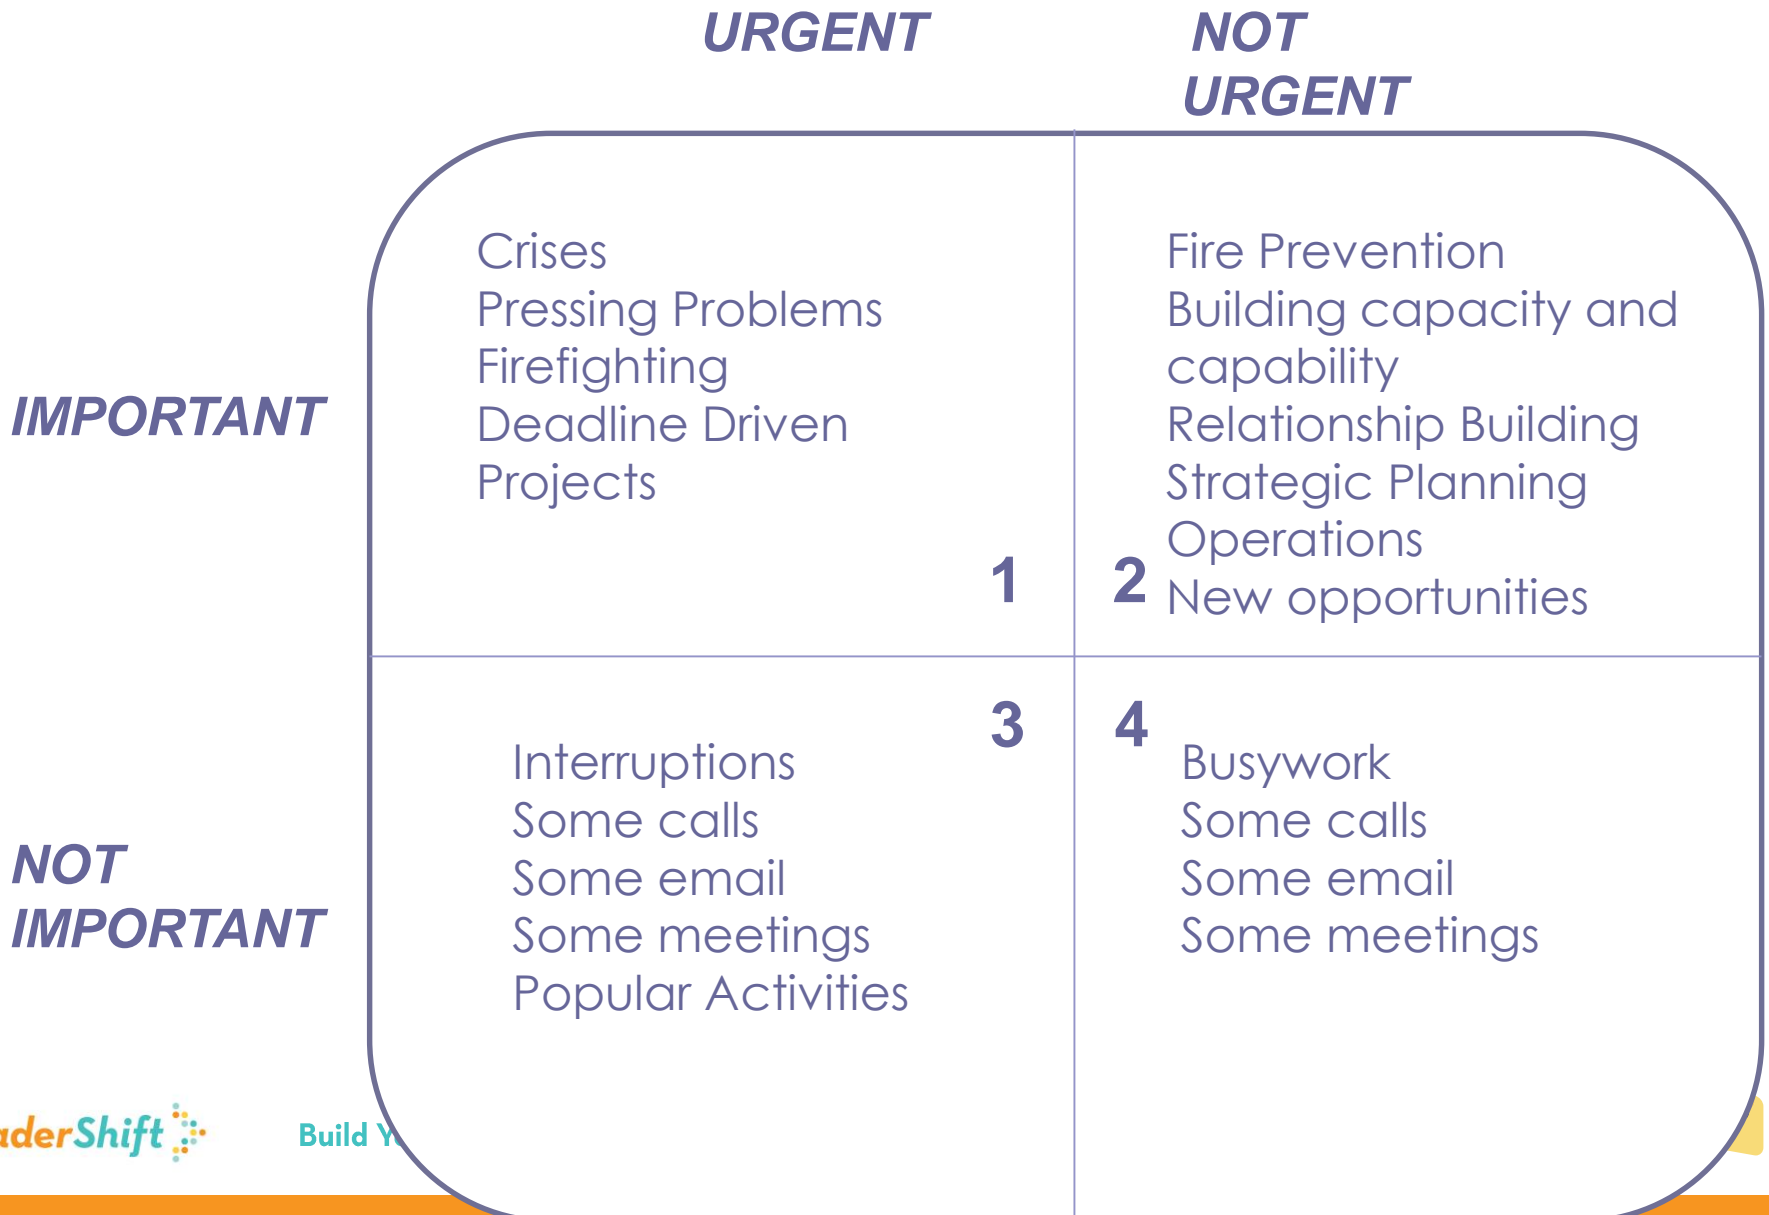 URGENT
NOT
URGENT
IMPORTANT
Crises
Pressing Problems
Firefighting
Deadline Driven
Projects
1
2
Fire Prevention
Building capacity and
capability
Relationship Building
Strategic Planning
Operations
New opportunities
NOT
IMPORTANT
3
Interruptions
Some calls
Some email
Some meetings
Popular Activities
4
Busywork
Some calls
Some email
Some meetings
aderShift
Build